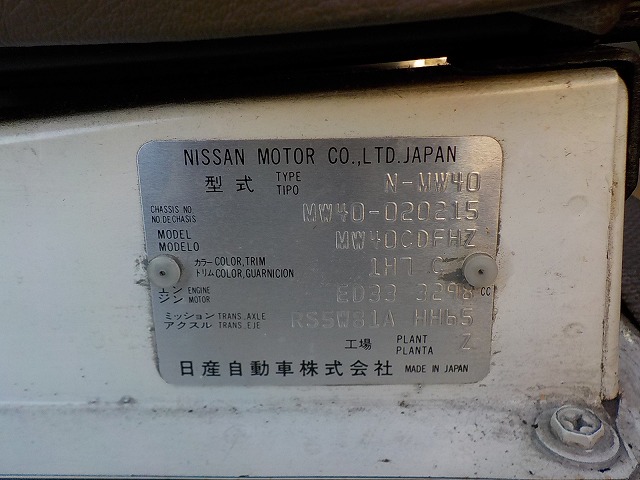 NISSAN MOTOR CO.,LTD.JAPAN
型式 TYPE TIPO N-MW40
CHASSIS NO. NO.DE CHASIS MW40-020215
MODEL MODELO MW40CDFHZ
カラー COLOR,TRIM トリム COLOR,GUARNICION 1H7 C
エンジン ENGINE MOTOR ED33 3298 CC
ミッション TRANS.AXLE アクスル TRANS.EJE RS5W81A HH65
工場 PLANT PLANTA Z
日産自動車株式会社 MADE IN JAPAN